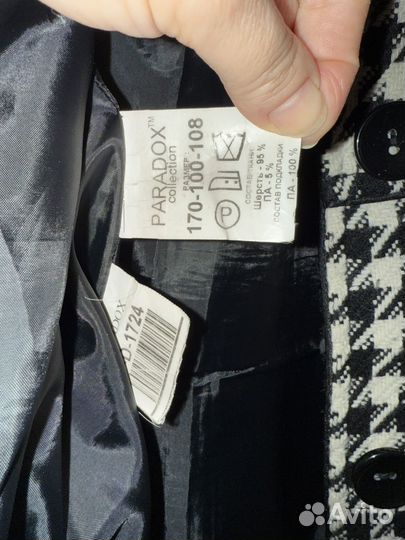 PARADOX™
collection
РАЗМЕР:
170-100-108
P
СОСТАВ ТКАНИ:
Шерсть - 95 %
ПА - 5 %
СОСТАВ ПОДКЛАДКИ:
ПА - 100 %
DOX
D-1724
Avito